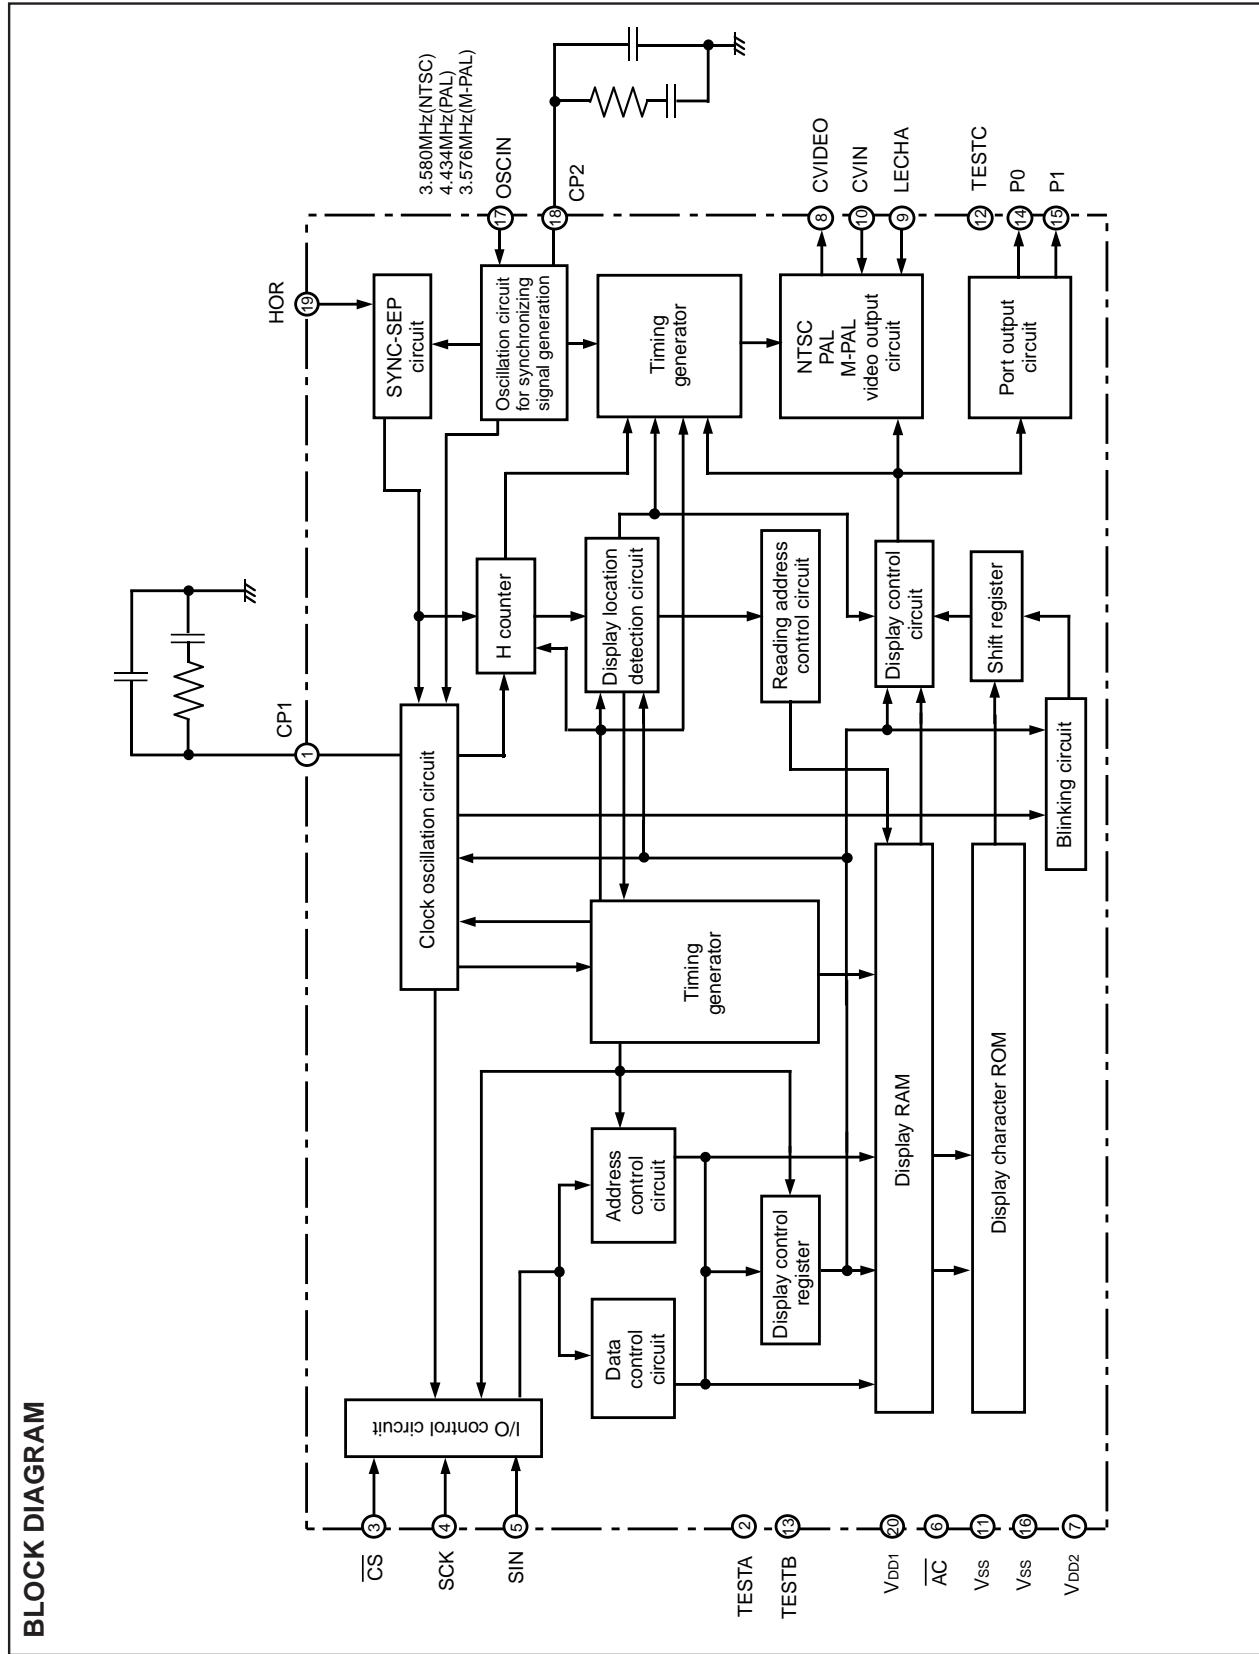 BLOCK DIAGRAM
CP1
1
HOR
19
3.580MHz(NTSC)
4.434MHz(PAL)
3.576MHz(M-PAL)
17
OSCIN
18
CP2
8
CVIDEO
10
CVIN
9
LECHA
12
TESTC
14
P0
15
P1
CS
3
SCK
4
SIN
5
TESTA
2
TESTB
13
VDD1
20
AC
6
VSS
11
VSS
16
VDD2
7
I/O control circuit
Clock oscillation circuit
SYNC-SEP
circuit
Oscillation circuit
for synchronizing
signal generation
H counter
Data
control
circuit
Address
control
circuit
Timing
generator
Display location
detection circuit
Timing
generator
Display control
register
Reading address
control circuit
NTSC
PAL
M-PAL
video output
circuit
Display RAM
Display control
circuit
Display character ROM
Shift register
Port output
circuit
Blinking circuit